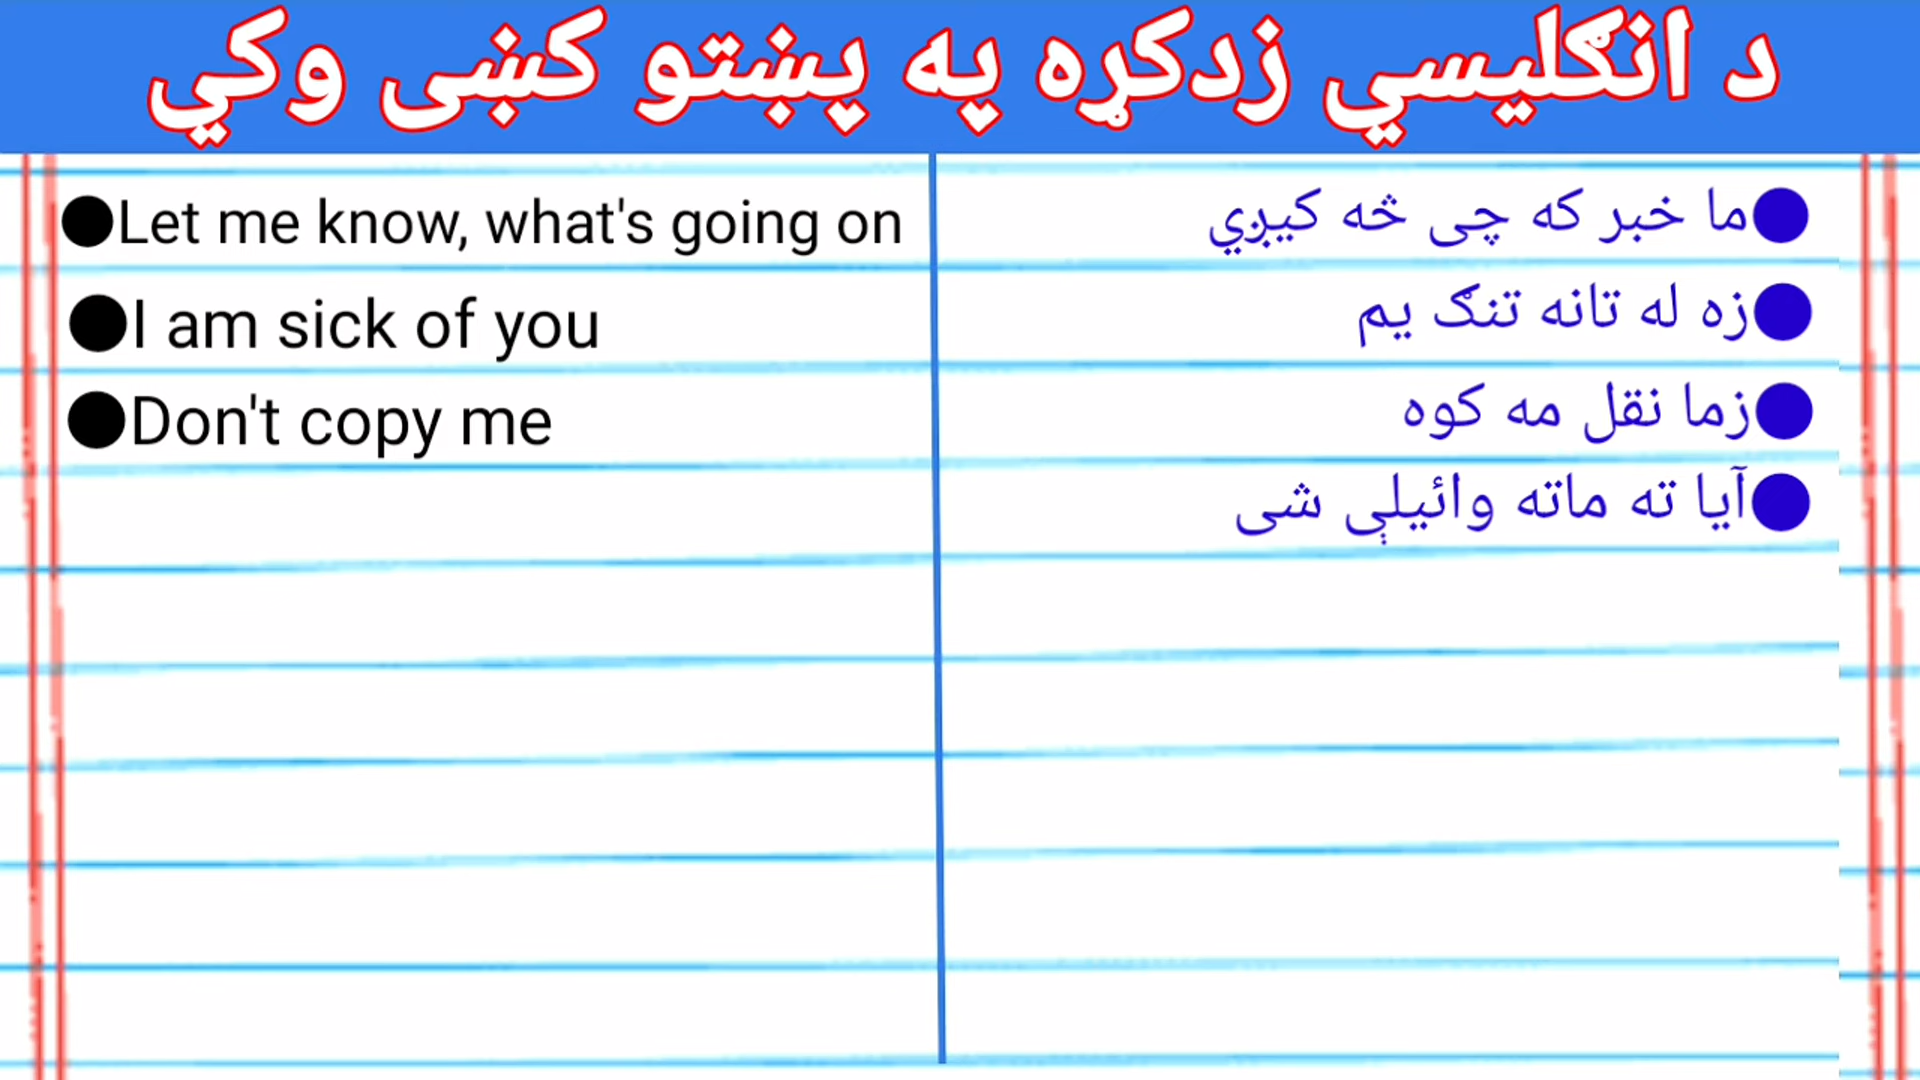 د انګلیسي زدکړه په پښتو کښی وکي
●Let me know, what's going on
●ما خبر که چی څه کیږي
●I am sick of you
●زه له تانه تنګ یم
●Don't copy me
●زما نقل مه کوه
●آیا ته ماته وائیلې شی